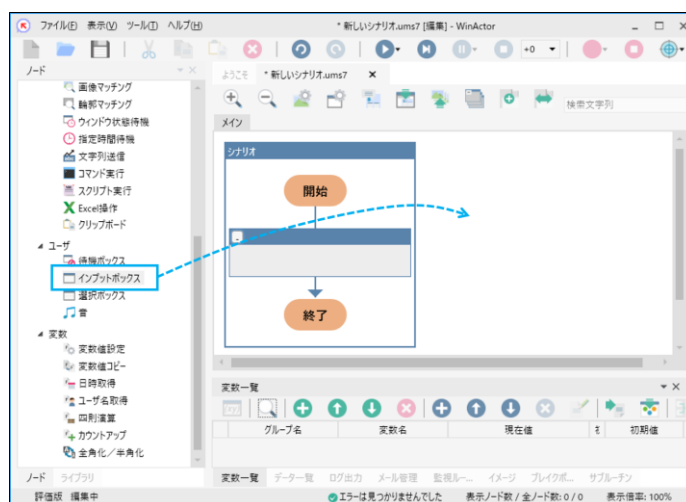 ファイル(F) 表示(V) ツール(T) ヘルプ(H)
* 新しいシナリオ.ums7 [編集] - WinActor
+0
ノード
ようこそ
* 新しいシナリオ.ums7
画像マッチング
輪郭マッチング
ウィンドウ状態待機
指定時間待機
文字列送信
コマンド実行
スクリプト実行
Excel操作
クリップボード
ユーザ
待機ボックス
インプットボックス
選択ボックス
音
変数
変数値設定
変数値コピー
日時取得
ユーザ名取得
四則演算
カウントアップ
全角化／半角化
ノード ライブラリ
検索文字列
メイン
シナリオ
開始
終了
変数一覧
グループ名 変数名 現在値 初期値
変数一覧 データ一覧 ログ出力 メール管理 監視ルー... イメージ ブレイクポ... サブルーチン
評価版 編集中
エラーは見つかりませんでした
表示ノード数 / 全ノード数: 0 / 0
表示倍率: 100%